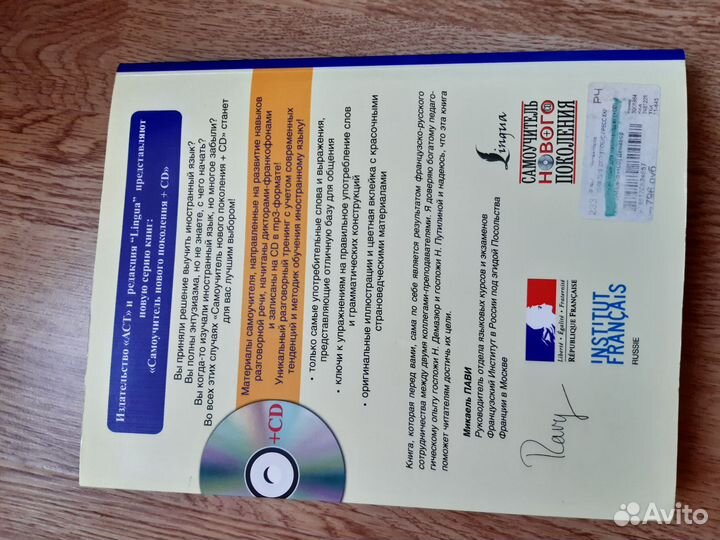 Издательство «АСТ» и редакция "Lingua" представляют
новую серию книг:
«Самоучитель нового поколения + CD»
Вы приняли решение выучить иностранный язык?
Вы полны энтузиазма, но не знаете, с чего начать?
Вы когда-то изучали иностранный язык, но многое забыли?
Во всех этих случаях «Самоучитель нового поколения + CD» станет
для вас лучшим выбором!
Материалы самоучителя, направленные на развитие навыков
разговорной речи, начитаны дикторами-франкофонами
и записаны на CD в mp3-формате!
Уникальный разговорный тренинг с учетом современных
тенденций и методик обучения иностранному языку!
• только самые употребительные слова и выражения,
представляющие отличную базу для общения
• ключи к упражнениям на правильное употребление слов
и грамматических конструкций
• оригинальные иллюстрации и цветная вклейка с красочными
страноведческими материалами
+CD
Книга, которая перед вами, сама по себе является результатом французско-русского
сотрудничества между двумя коллегами-преподавателями. Я доверяю богатому педаго-
гическому опыту госпожи Н. Демазюр и госпожи Н. Путилиной и надеюсь, что эта книга
поможет читателям достичь их цели.
Микаель ПАВИ
Руководитель отдела языковых курсов и экзаменов
Французский Институт в России под эгидой Посольства
Франции в Москве
Lingua
САМОУЧИТЕЛЬ
НОВОГО
ПОКОЛЕНИЯ
Liberté • Égalité • Fraternité
RÉPUBLIQUE FRANÇAISE
INSTITUT
FRANÇAIS
RUSSIE
Pavy
РЧ
Avito